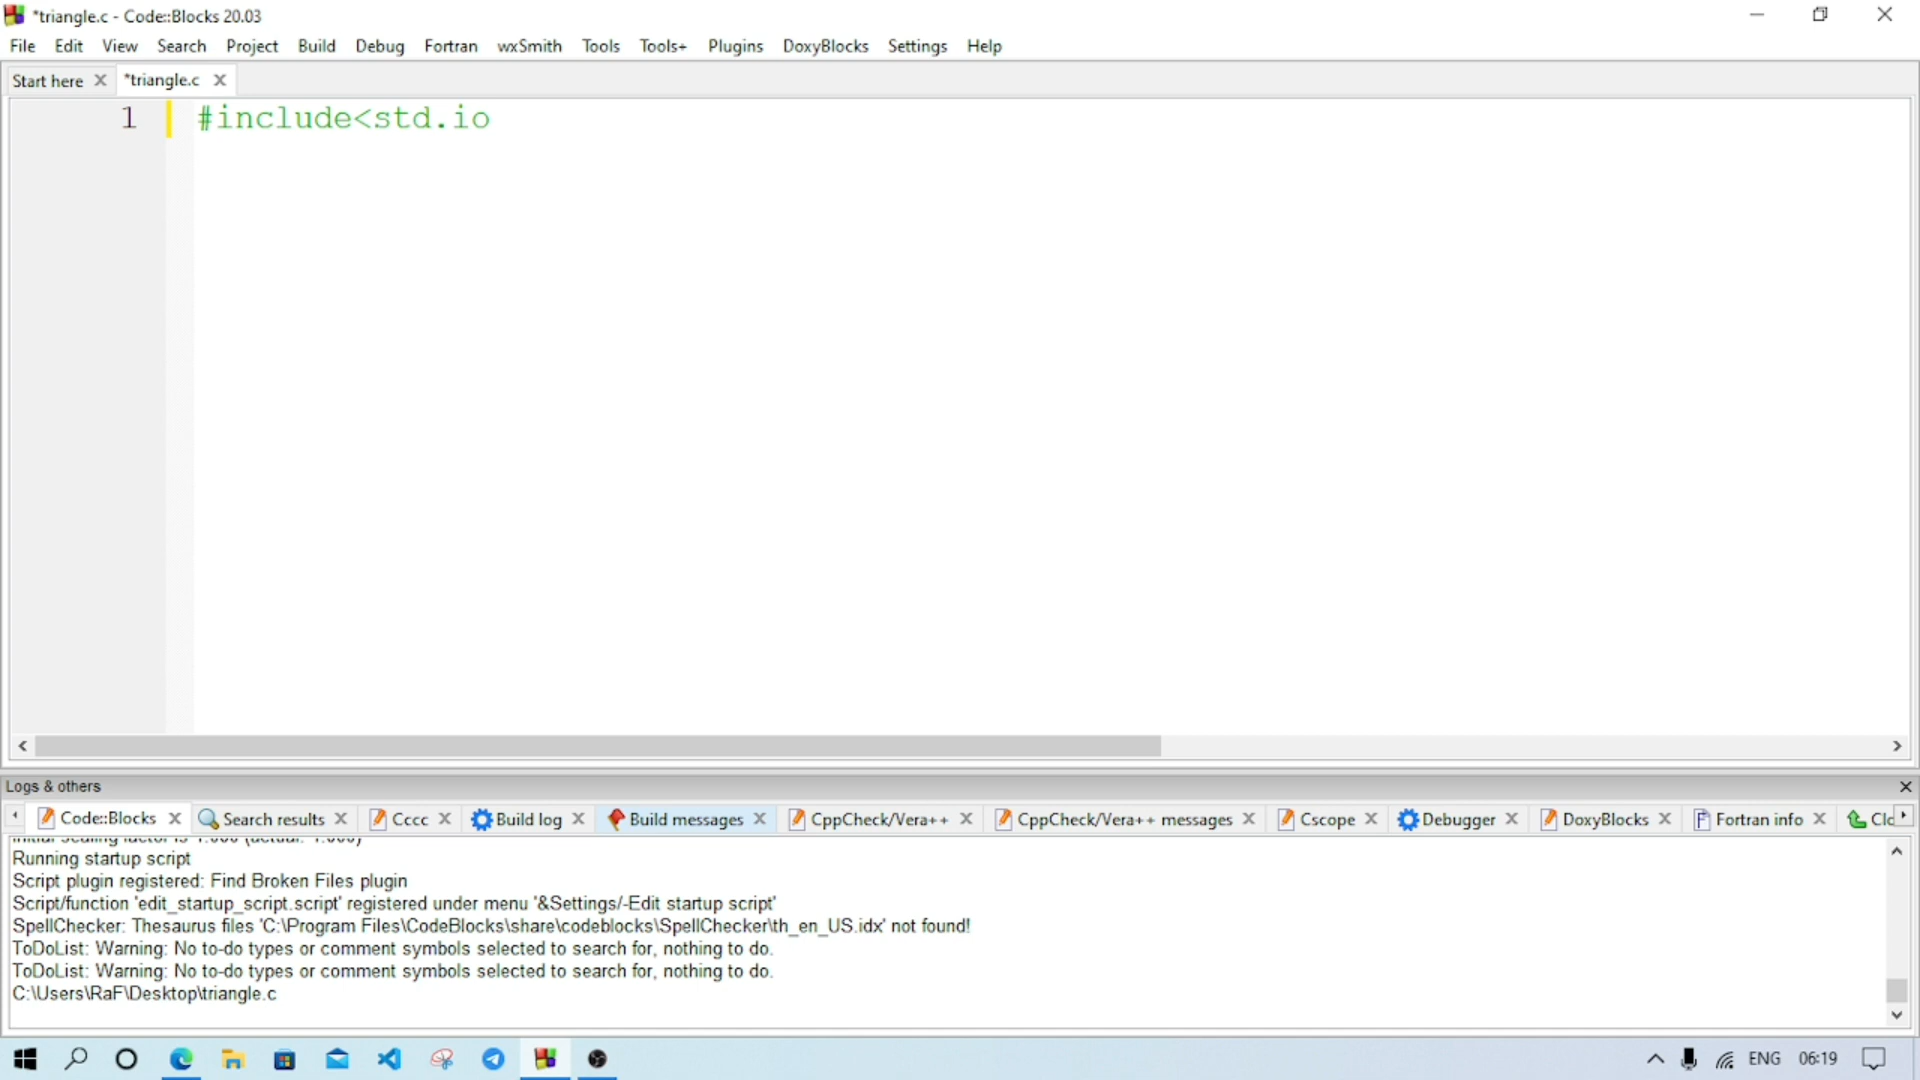 *triangle.c - Code::Blocks 20.03
File Edit View Search Project Build Debug Fortran wxSmith Tools Tools+ Plugins DoxyBlocks Settings Help
Start here *triangle.c
1 #include<std.io
Logs & others
Code::Blocks Search results Cccc Build log Build messages CppCheck/Vera++ CppCheck/Vera++ messages Cscope Debugger DoxyBlocks Fortran info Clo
Running startup script
Script plugin registered: Find Broken Files plugin
Script/function 'edit_startup_script.script' registered under menu '&Settings/-Edit startup script'
SpellChecker: Thesaurus files 'C:\Program Files\CodeBlocks\share\codeblocks\SpellChecker\th_en_US.idx' not found!
ToDoList: Warning: No to-do types or comment symbols selected to search for, nothing to do.
ToDoList: Warning: No to-do types or comment symbols selected to search for, nothing to do.
C:\Users\RaF\Desktop\triangle.c
ENG 06:19